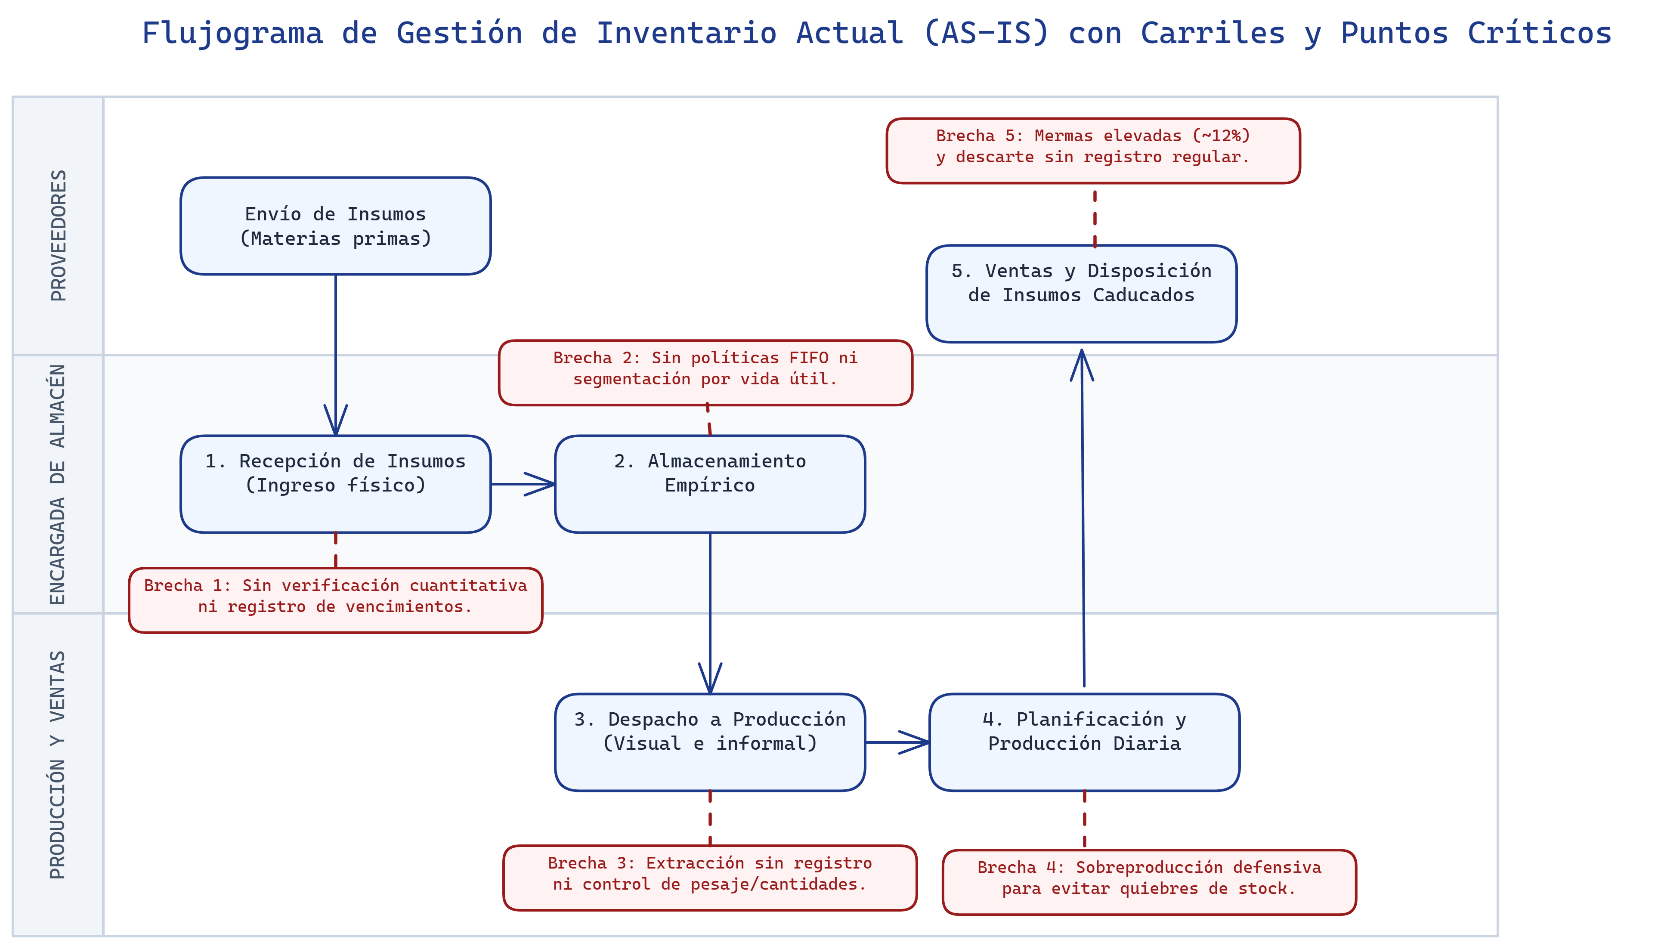 Flujograma de Gestión de Inventario Actual (AS-IS) con Carriles y Puntos Críticos
PROVEEDORES
Envío de Insumos
(Materias primas)
Brecha 5: Mermas elevadas (~12%)
y descarte sin registro regular.
5. Ventas y Disposición
de Insumos Caducados
ENCARGADA DE ALMACÉN
Brecha 2: Sin políticas FIFO ni
segmentación por vida útil.
1. Recepción de Insumos
(Ingreso físico)
2. Almacenamiento
Empírico
Brecha 1: Sin verificación cuantitativa
ni registro de vencimientos.
PRODUCCIÓN Y VENTAS
3. Despacho a Producción
(Visual e informal)
4. Planificación y
Producción Diaria
Brecha 3: Extracción sin registro
ni control de pesaje/cantidades.
Brecha 4: Sobreproducción defensiva
para evitar quiebres de stock.